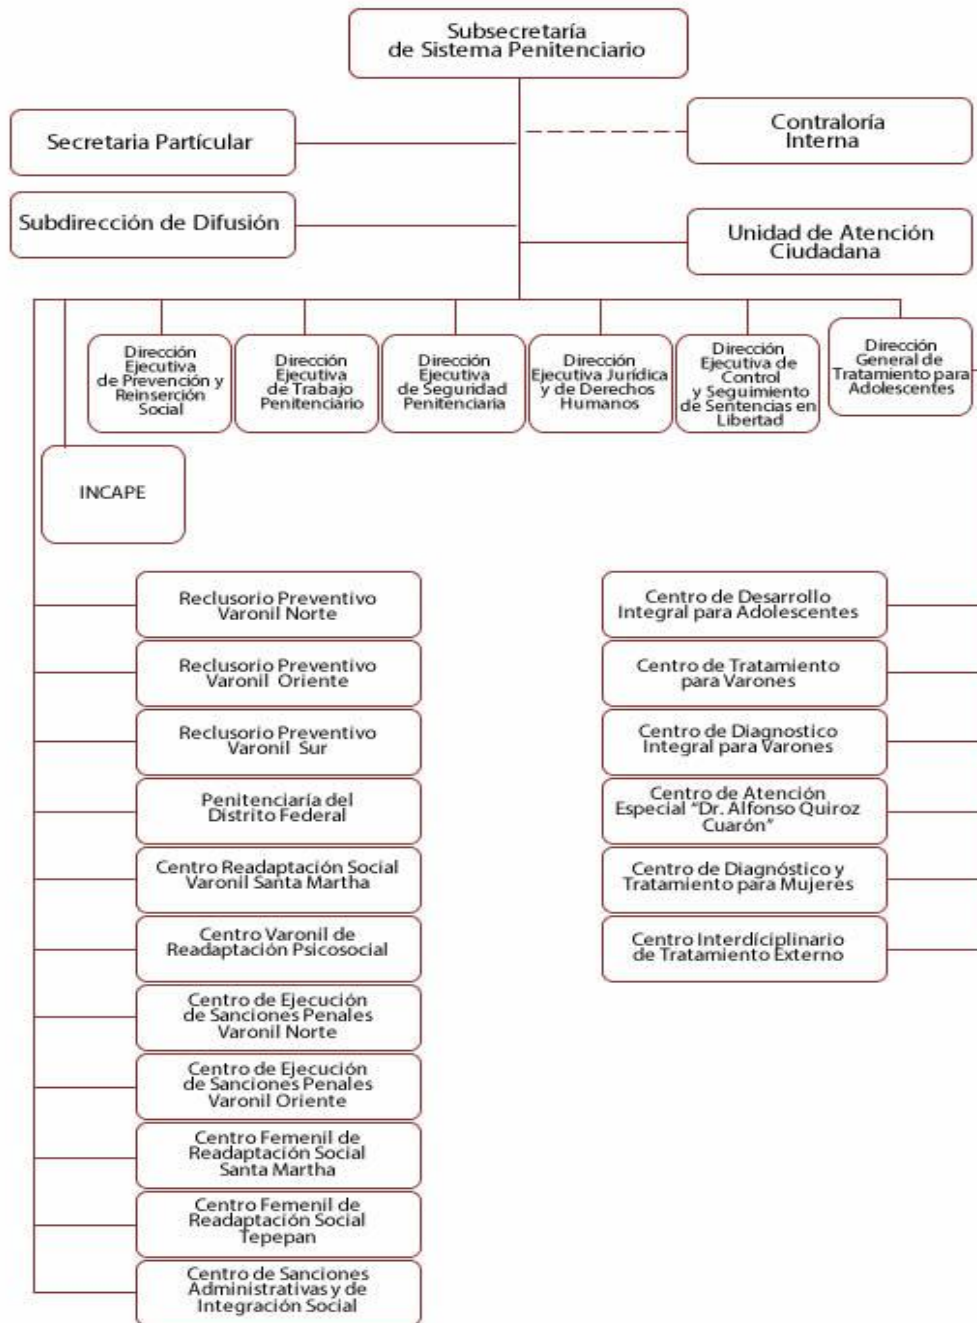 Subsecretaría
de Sistema Penitenciario
Secretaria Partícular
Contraloría
Interna
Subdirección de Difusión
Unidad de Atención
Ciudadana
Dirección
Ejecutiva
de Prevención y
Reinserción
Social
Dirección
Ejecutiva
de Trabajo
Penitenciario
Dirección
Ejecutiva
de Seguridad
Penitenciaria
Dirección
Ejecutiva Jurídica
y de Derechos
Humanos
Dirección
Ejecutiva de
Control
y Seguimiento
de Sentencias en
Libertad
Dirección
General de
Tratamiento para
Adolescentes
INCAPE
Reclusorio Preventivo
Varonil Norte
Reclusorio Preventivo
Varonil Oriente
Reclusorio Preventivo
Varonil Sur
Penitenciaría del
Distrito Federal
Centro Readaptación Social
Varonil Santa Martha
Centro Varonil de
Readaptación Psicosocial
Centro de Ejecución
de Sanciones Penales
Varonil Norte
Centro de Ejecución
de Sanciones Penales
Varonil Oriente
Centro Femenil de
Readaptación Social
Santa Martha
Centro Femenil de
Readaptación Social
Tepepan
Centro de Sanciones
Administrativas y de
Integración Social
Centro de Desarrollo
Integral para Adolescentes
Centro de Tratamiento
para Varones
Centro de Diagnostico
Integral para Varones
Centro de Atención
Especial "Dr. Alfonso Quiroz
Cuarón"
Centro de Diagnóstico y
Tratamiento para Mujeres
Centro Interdíciplinario
de Tratamiento Externo